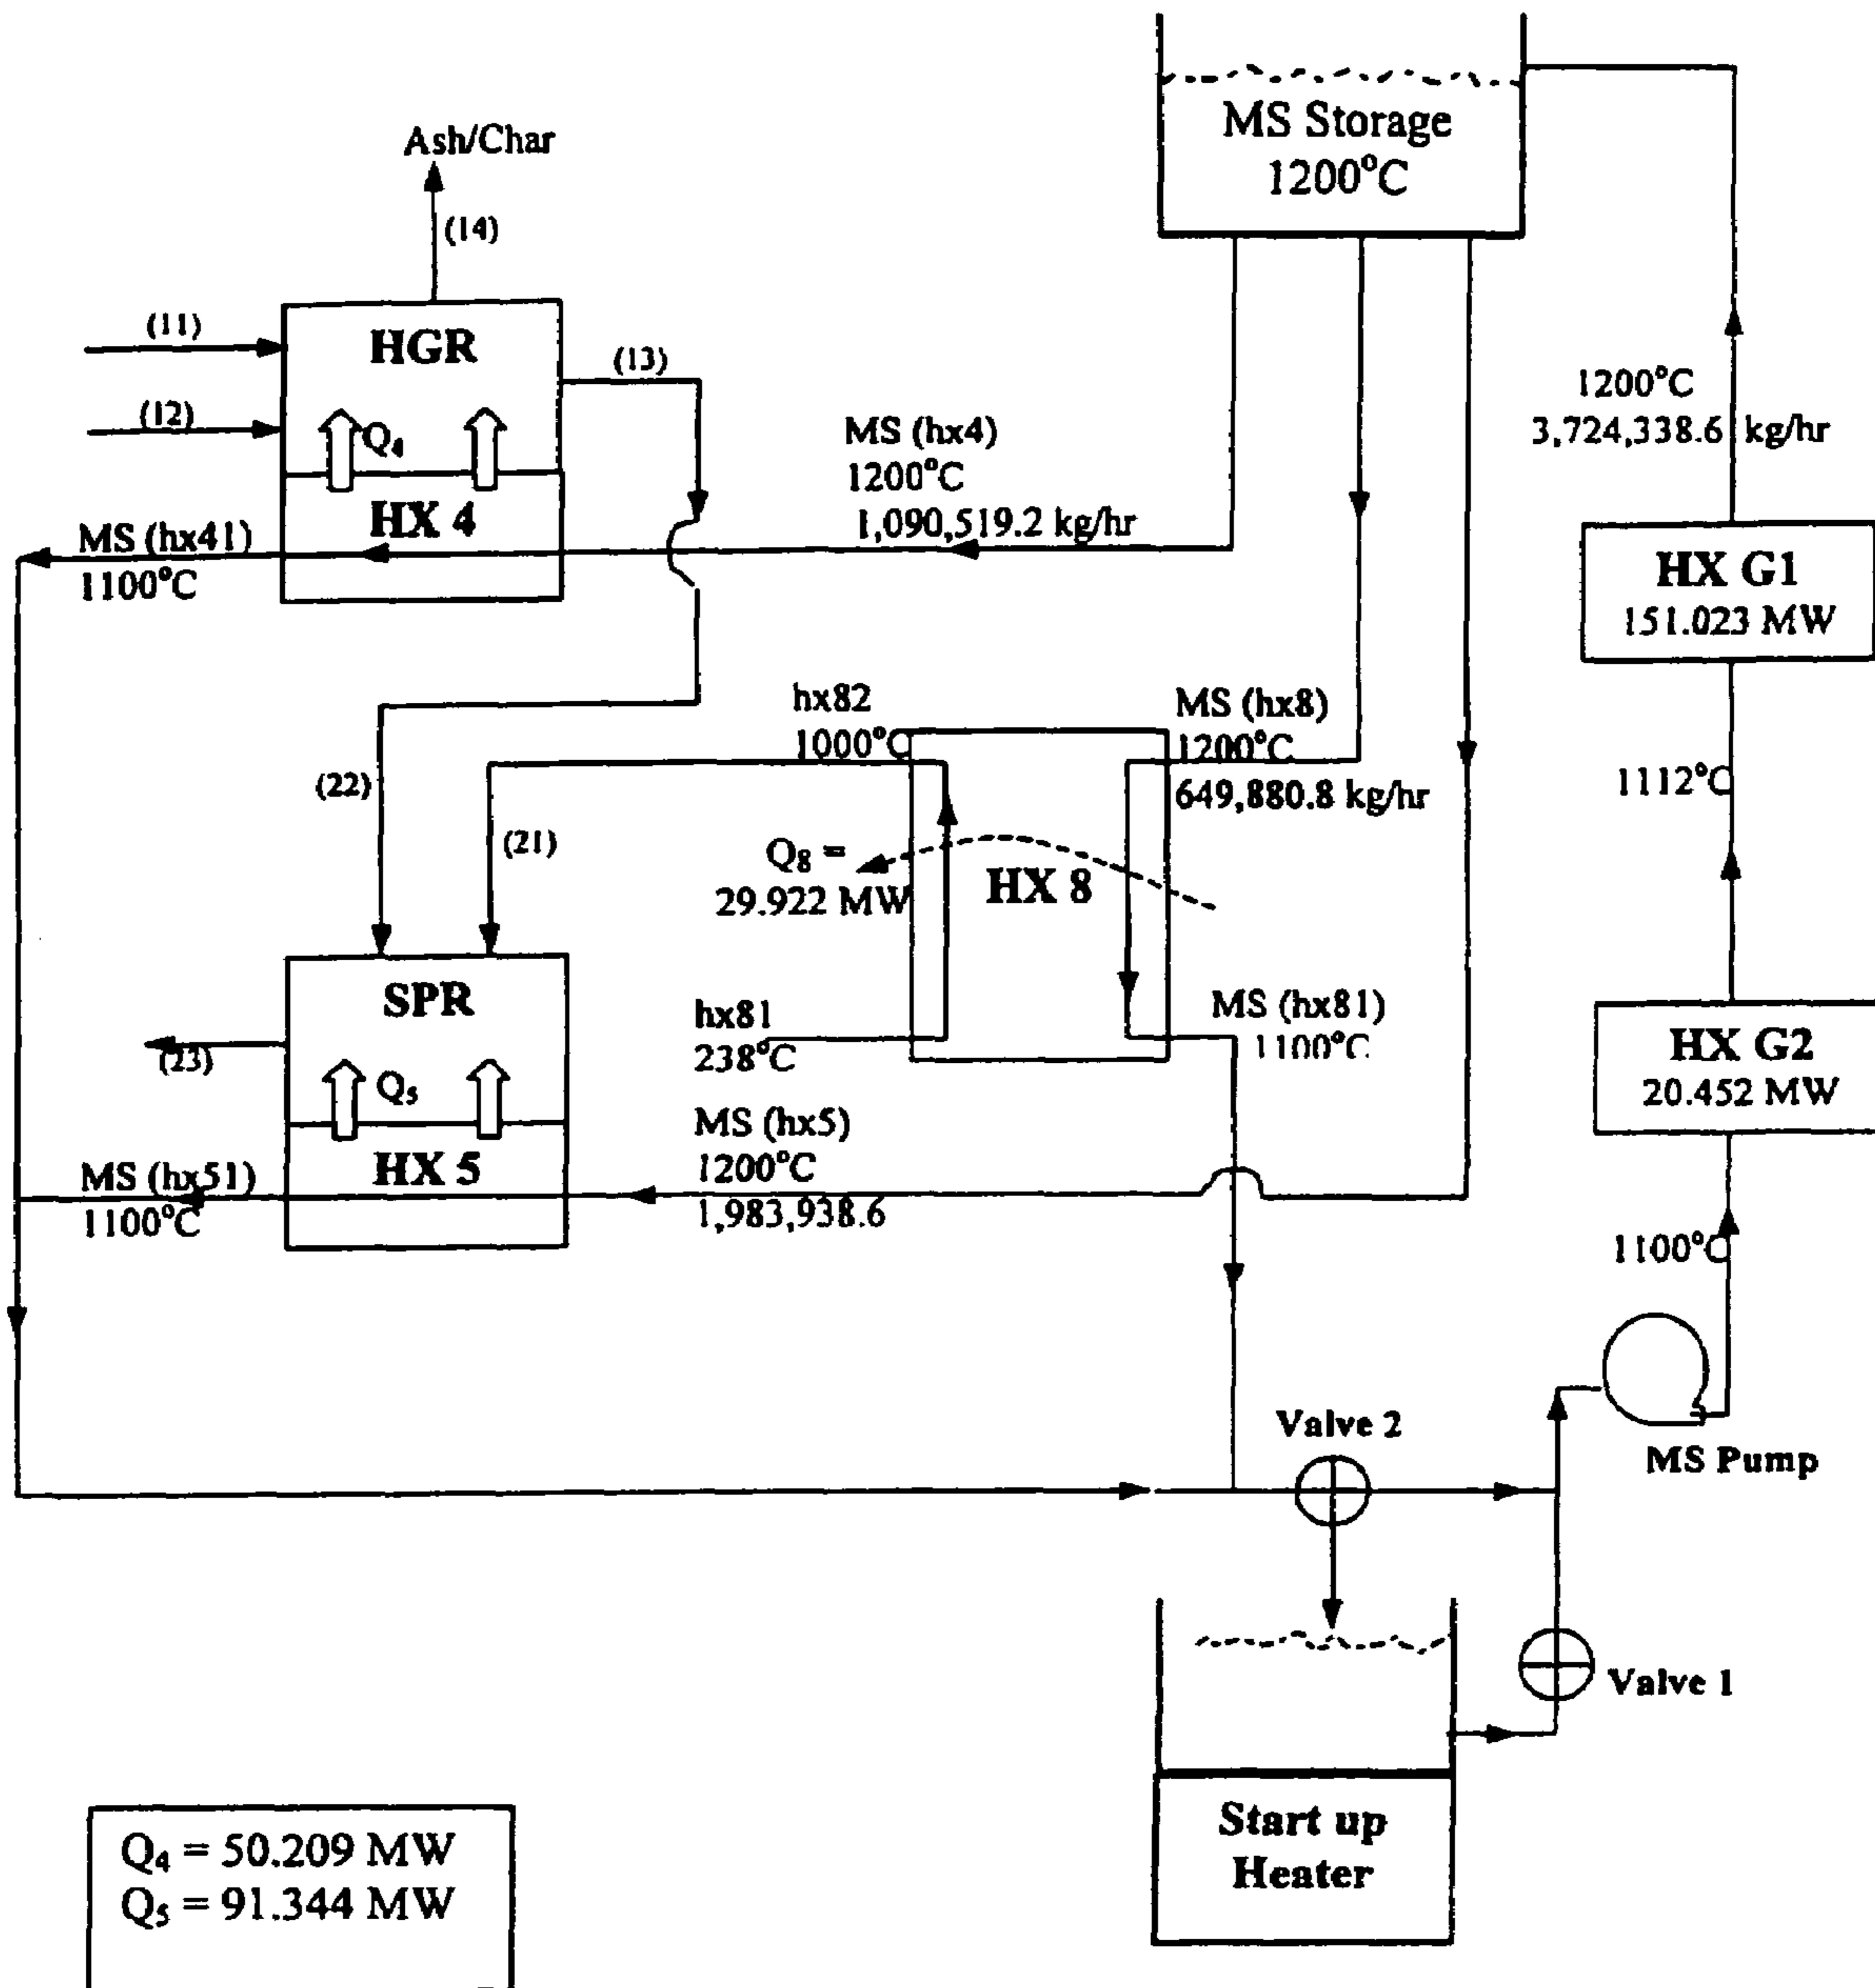 MS Storage
1200°C
Ash/Char
(14)
(11)
HGR
(13)
(12)
Q₄
HX 4
MS (hx4)
1200°C
1,090,519.2 kg/hr
MS (hx41)
1100°C
1200°C
3,724,338.6 kg/hr
HX G1
151.023 MW
1112°C
HX G2
20.452 MW
1100°C
hx82
1000°C
MS (hx8)
1200°C
649,880.8 kg/hr
(22)
(21)
Q₈ =
29.922 MW
HX 8
SPR
(23)
Q₅
HX 5
hx81
238°C
MS (hx81)
1100°C
MS (hx5)
1200°C
1,983,938.6
MS (hx51)
1100°C
Valve 2
MS Pump
Valve 1
Start up
Heater
Q₄ = 50.209 MW
Q₅ = 91.344 MW